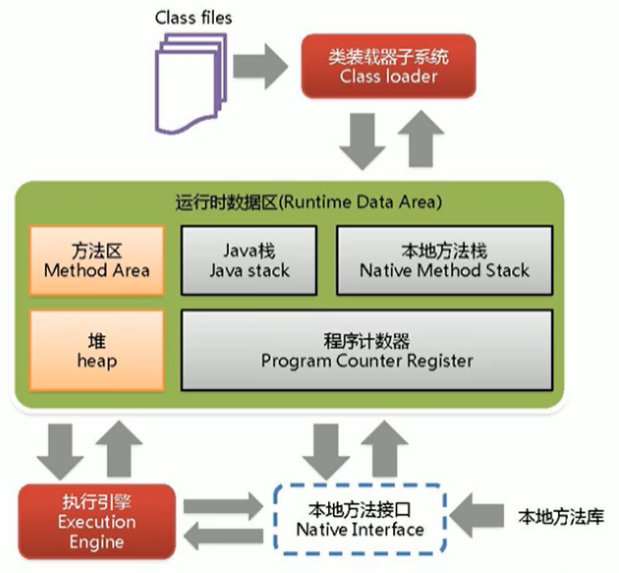 Class files
类装载器子系统
Class loader
运行时数据区(Runtime Data Area)
方法区
Method Area
Java栈
Java stack
本地方法栈
Native Method Stack
堆
heap
程序计数器
Program Counter Register
执行引擎
Execution
Engine
本地方法接口
Native Interface
本地方法库